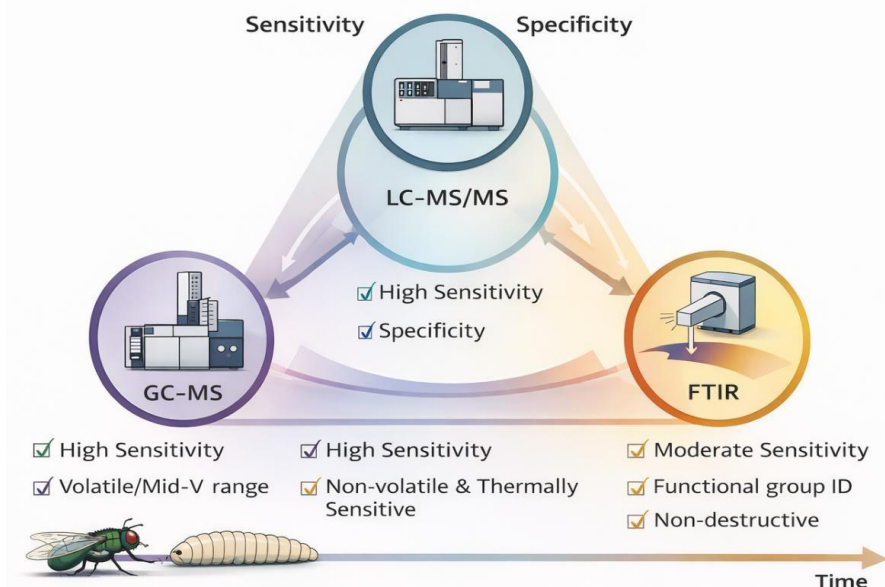 Sensitivity
Specificity
LC-MS/MS
High Sensitivity
Specificity
GC-MS
FTIR
High Sensitivity
Volatile/Mid-V range
High Sensitivity
Non-volatile & Thermally
Sensitive
Moderate Sensitivity
Functional group ID
Non-destructive
Time